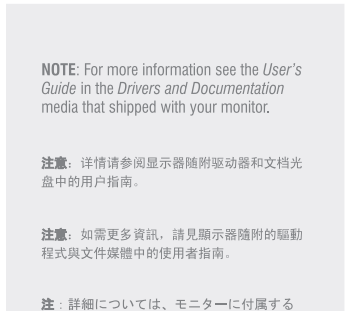 NOTE: For more information see the User's
Guide in the Drivers and Documentation
media that shipped with your monitor.
注意：详情请参阅显示器随附驱动器和文档光
盘中的用户指南。
注意：如需更多資訊，請見顯示器隨附的驅動
程式與文件媒體中的使用者指南。
注：詳細については、モニターに付属する